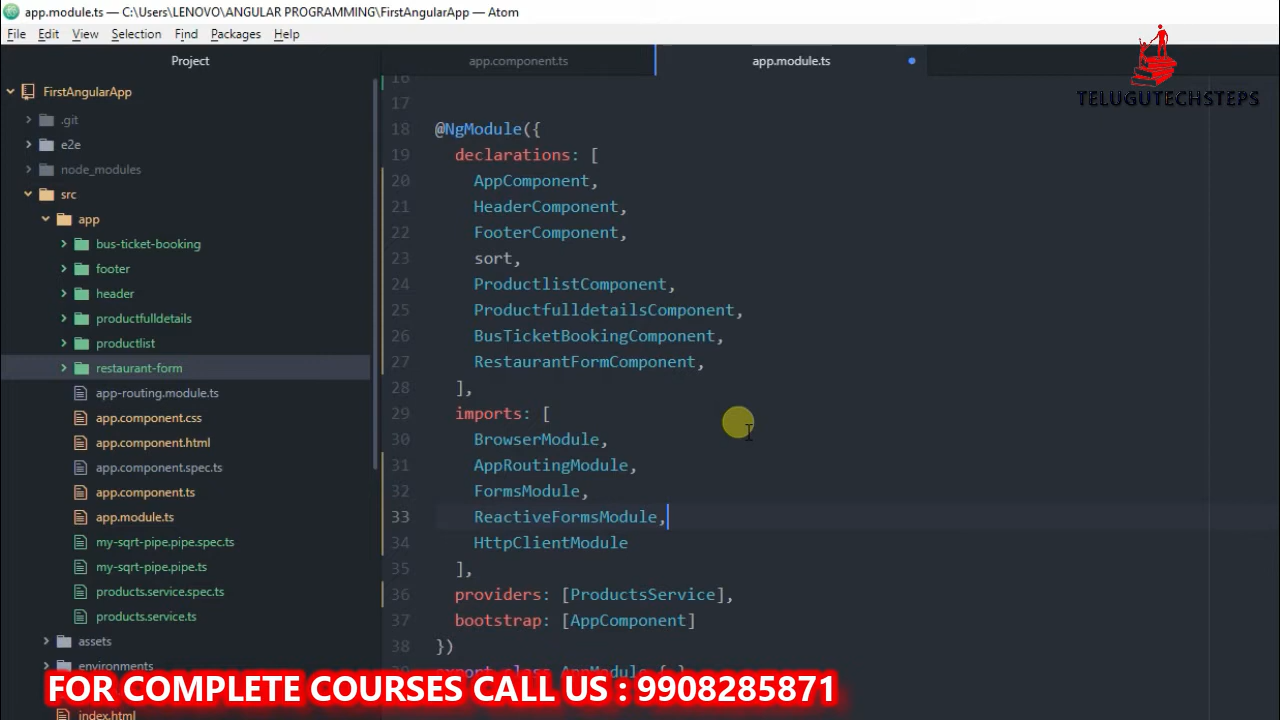 app.module.ts — C:\Users\LENOVO\ANGULAR PROGRAMMING\FirstAngularApp — Atom
File Edit View Selection Find Packages Help
Project
app.component.ts
app.module.ts
TELUGUTECHSTEPS
FirstAngularApp
.git
e2e
node_modules
src
app
bus-ticket-booking
footer
header
productfulldetails
productlist
restaurant-form
app-routing.module.ts
app.component.css
app.component.html
app.component.spec.ts
app.component.ts
app.module.ts
my-sqrt-pipe.pipe.spec.ts
my-sqrt-pipe.pipe.ts
products.service.spec.ts
products.service.ts
assets
environments
index.html
16
17
18 @NgModule({
19 declarations: [
20 AppComponent,
21 HeaderComponent,
22 FooterComponent,
23 sort,
24 ProductlistComponent,
25 ProductfulldetailsComponent,
26 BusTicketBookingComponent,
27 RestaurantFormComponent,
28 ],
29 imports: [
30 BrowserModule,
31 AppRoutingModule,
32 FormsModule,
33 ReactiveFormsModule,
34 HttpClientModule
35 ],
36 providers: [ProductsService],
37 bootstrap: [AppComponent]
38 })
39 export class AppModule { }
FOR COMPLETE COURSES CALL US : 9908285871